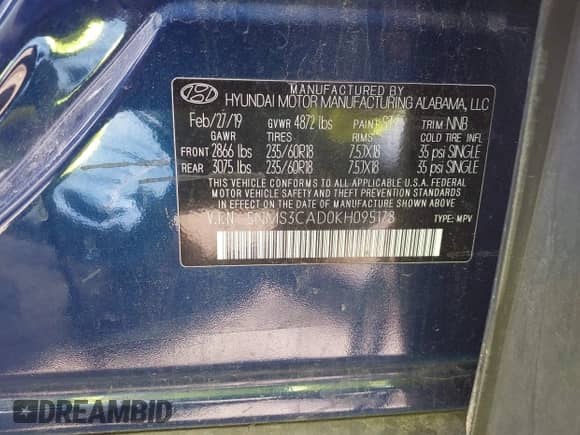 MANUFACTURED BY
HYUNDAI MOTOR MANUFACTURING ALABAMA, LLC
Feb/27/19 GVWR 4872 lbs PAINT TRIM NNB
GAWR TIRES RIMS COLD TIRE INFL
FRONT 2866 lbs 235/60R18 7.5JX18 35 psi SINGLE
REAR 3075 lbs 235/60R18 7.5JX18 35 psi SINGLE
THIS VEHICLE CONFORMS TO ALL APPLICABLE U.S.A. FEDERAL
MOTOR VEHICLE SAFETY AND THEFT PREVENTION STANDARDS
IN EFFECT ON THE DATE OF MANUFACTURE SHOWN ABOVE
V.I.N 5NMS3CAD0KH095178 TYPE: MPV
DREAMBID